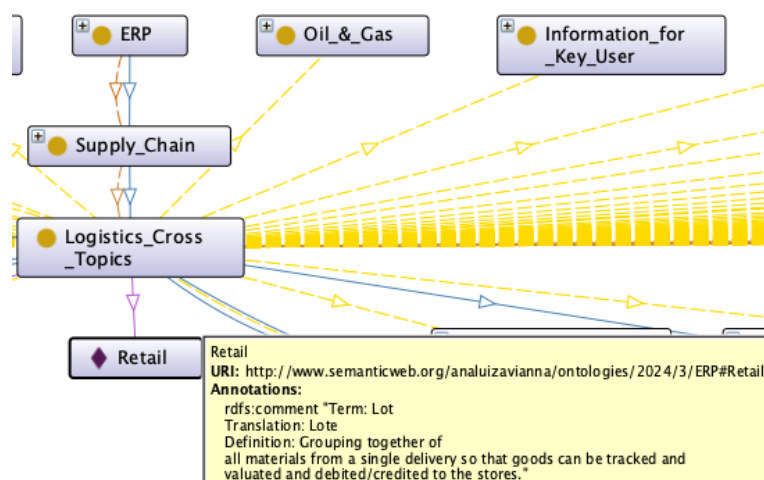 ERP
Oil_&_Gas
Information_for
_Key_User
Supply_Chain
Logistics_Cross
_Topics
Retail
Retail
URI: http://www.semanticweb.org/analuizavianna/ontologies/2024/3/ERP#Retail
Annotations:
rdfs:comment "Term: Lot
Translation: Lote
Definition: Grouping together of
all materials from a single delivery so that goods can be tracked and
valuated and debited/credited to the stores."